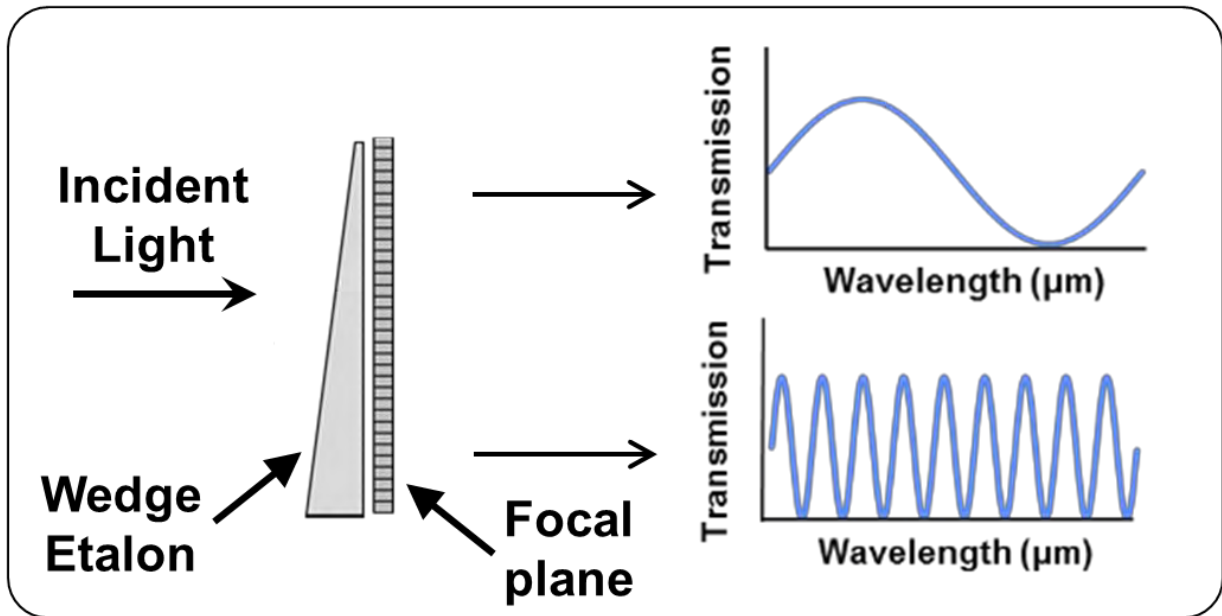 Incident
Light
Wedge
Etalon
Focal
plane
Transmission
Wavelength (µm)
Transmission
Wavelength (µm)